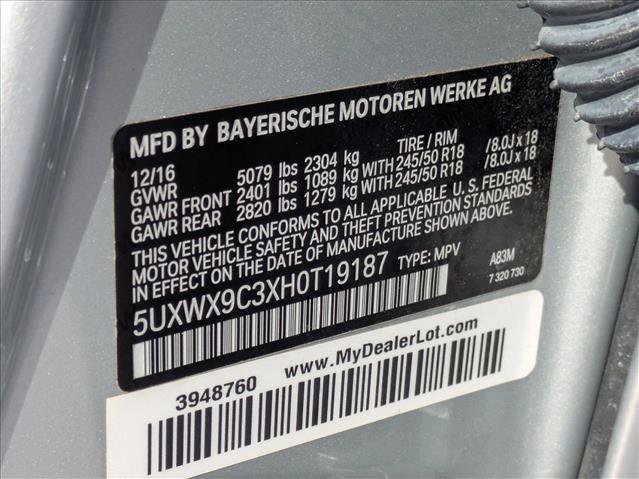 MFD BY BAYERISCHE MOTOREN WERKE AG
12/16 5079 lbs 2304 kg TIRE / RIM
GVWR
GAWR FRONT 2401 lbs 1089 kg WITH 245/50 R18 /8.0J x 18
GAWR REAR 2820 lbs 1279 kg WITH 245/50 R18 /8.0J x 18
THIS VEHICLE CONFORMS TO ALL APPLICABLE U.S. FEDERAL
MOTOR VEHICLE SAFETY AND THEFT PREVENTION STANDARDS
IN EFFECT ON THE DATE OF MANUFACTURE SHOWN ABOVE.
5UXWX9C3XH0T19187 TYPE: MPV A83M
7 320 730
www.MyDealerLot.com
3948760